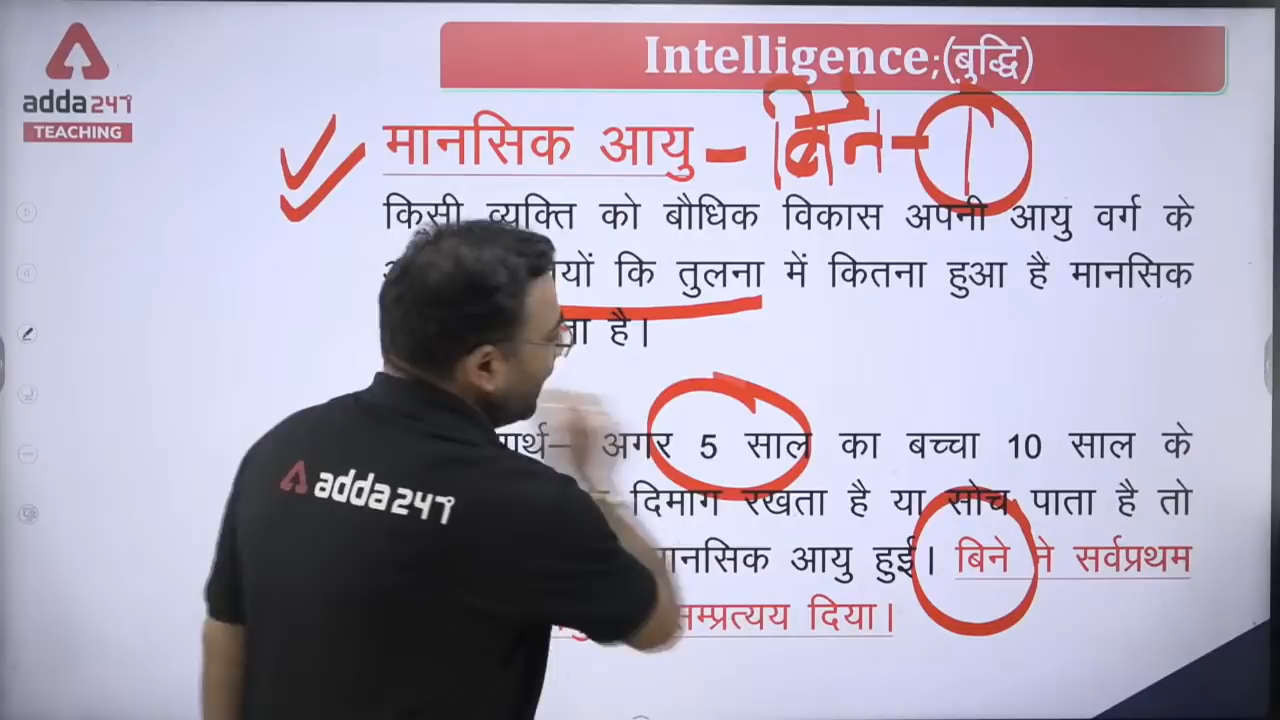 adda247
TEACHING
Intelligence;(बुद्धि)
मानसिक आयु - बिने - 1
किसी व्यक्ति को बौधिक विकास अपनी आयु वर्ग के
यों कि तुलना में कितना हुआ है मानसिक
ता है।
अगर 5 साल का बच्चा 10 साल के
दिमाग रखता है या सोच पाता है तो
मानसिक आयु हुई। बिने ने सर्वप्रथम
सम्प्रत्यय दिया।
adda247